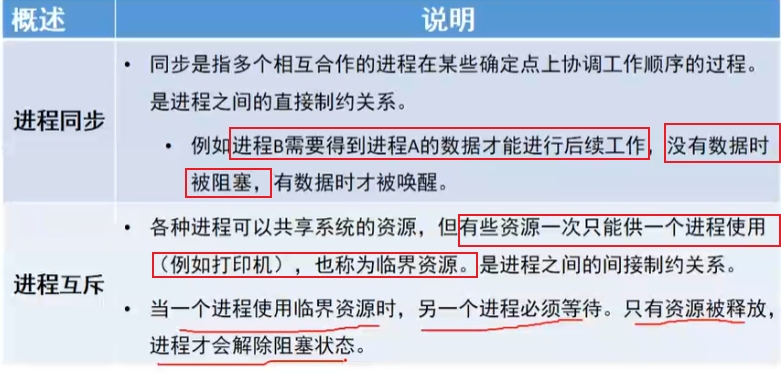 概述 说明
进程同步
• 同步是指多个相互合作的进程在某些确定点上协调工作顺序的过程。
是进程之间的直接制约关系。
• 例如进程B需要得到进程A的数据才能进行后续工作，没有数据时
被阻塞，有数据时才被唤醒。
进程互斥
• 各种进程可以共享系统的资源，但有些资源一次只能供一个进程使用
（例如打印机），也称为临界资源。是进程之间的间接制约关系。
• 当一个进程使用临界资源时，另一个进程必须等待。只有资源被释放，
进程才会解除阻塞状态。